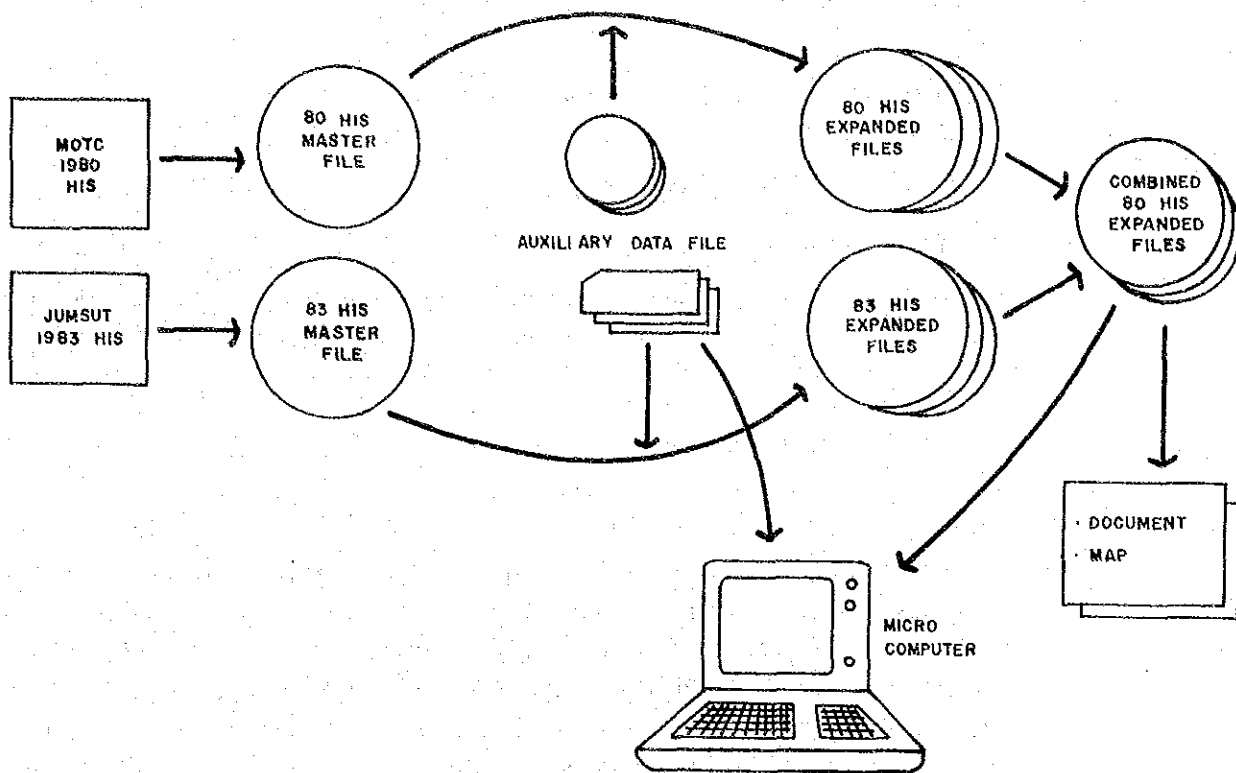 MOTC
1980
HIS
80 HIS
MASTER
FILE
80 HIS
EXPANDED
FILES
COMBINED
80 HIS
EXPANDED
FILES
AUXILIARY DATA FILE
JUMSUT
1983 HIS
83 HIS
MASTER
FILE
83 HIS
EXPANDED
FILES
· DOCUMENT
· MAP
MICRO
COMPUTER